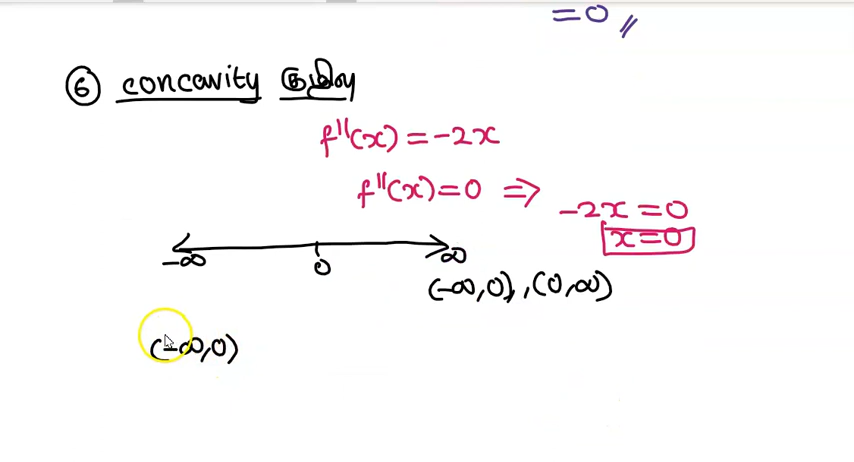 = 0 //
⑥ concavity
f''(x) = -2x
f''(x) = 0 ⇒
-2x = 0
x = 0
-∞ 0 ∞
(-∞,0), (0,∞)
(-∞,0)